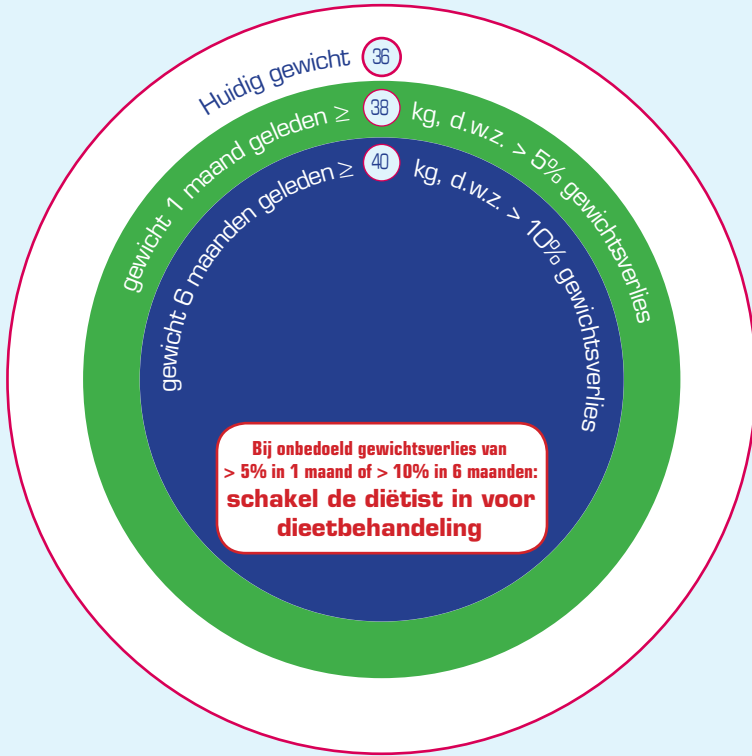 Huidig gewicht 36
gewicht 1 maand geleden ≥ 38 kg, d.w.z. > 5% gewichtsverlies
gewicht 6 maanden geleden ≥ 40 kg, d.w.z. > 10% gewichtsverlies
Bij onbedoeld gewichtsverlies van
> 5% in 1 maand of > 10% in 6 maanden:
schakel de diëtist in voor
dieetbehandeling